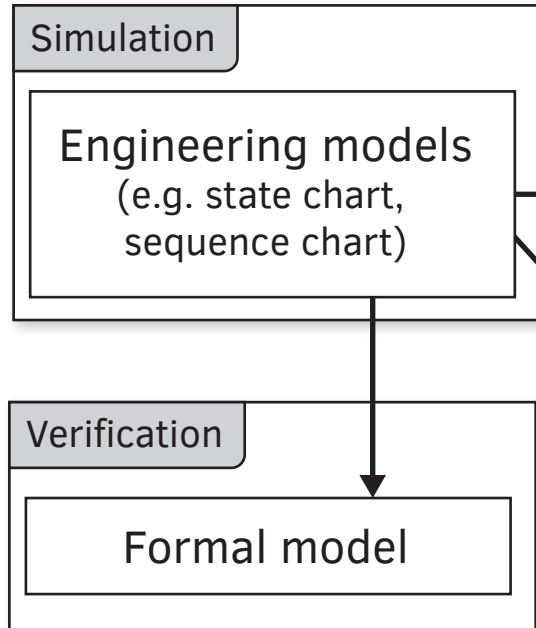 Simulation
Engineering models
(e.g. state chart,
sequence chart)
Verification
Formal model